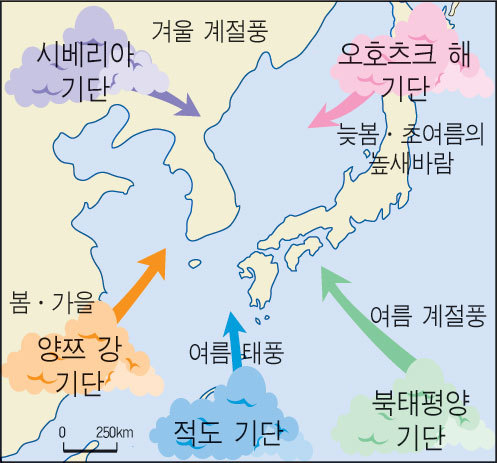 겨울 계절풍
시베리아
기단
오호츠크 해
기단
늦봄·초여름의
높새바람
봄·가을
양쯔 강
기단
여름 태풍
적도 기단
여름 계절풍
북태평양
기단
0 250km